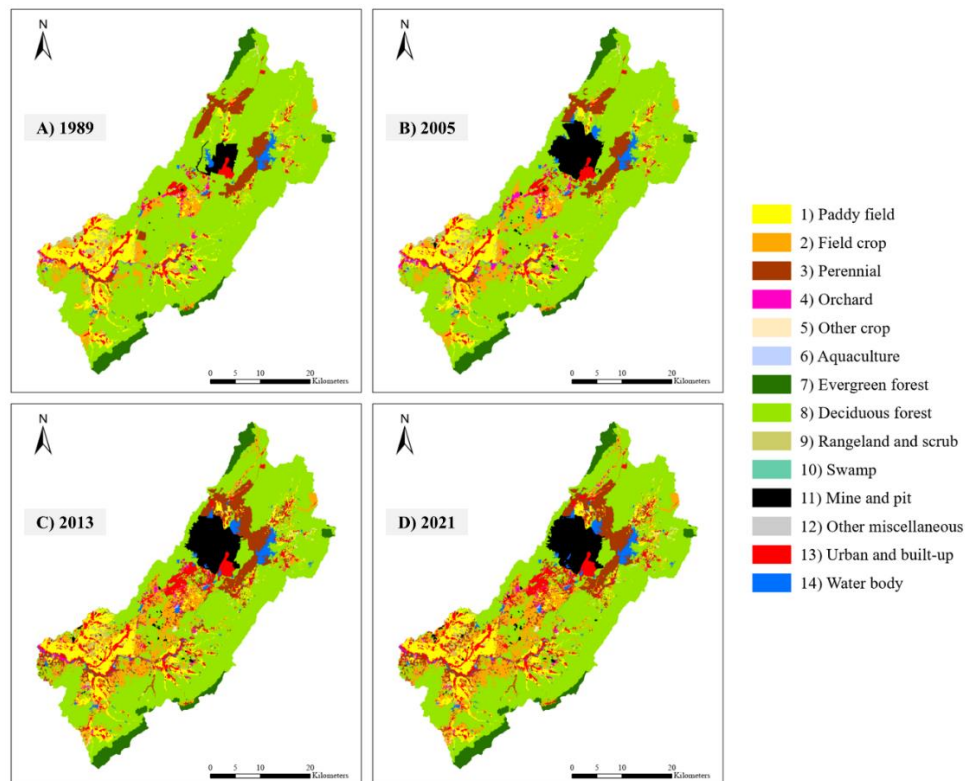 N
A) 1989
0 5 10 20
Kilometers
N
B) 2005
0 5 10 20
Kilometers
N
C) 2013
0 5 10 20
Kilometers
N
D) 2021
0 5 10 20
Kilometers
1) Paddy field
2) Field crop
3) Perennial
4) Orchard
5) Other crop
6) Aquaculture
7) Evergreen forest
8) Deciduous forest
9) Rangeland and scrub
10) Swamp
11) Mine and pit
12) Other miscellaneous
13) Urban and built-up
14) Water body